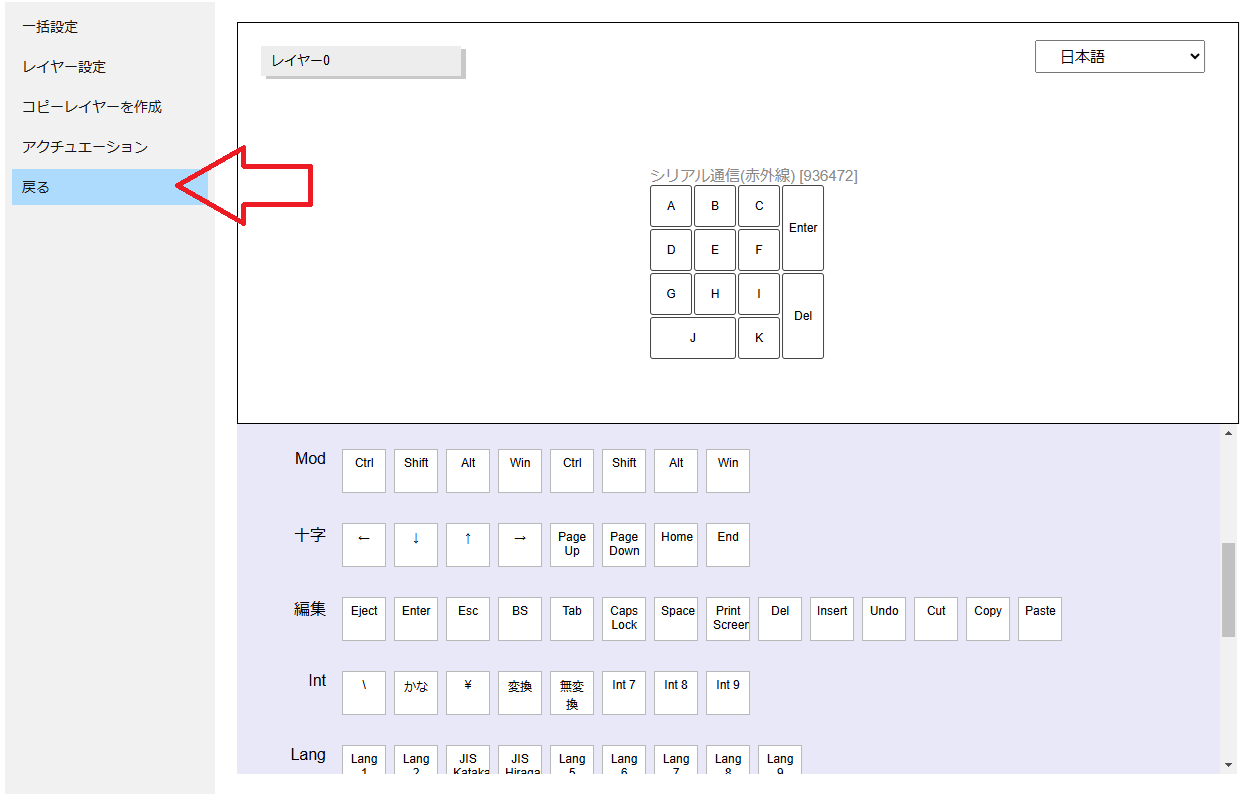 一括設定
レイヤー設定
コピーレイヤーを作成
アクチュエーション
戻る
レイヤー0
日本語
シリアル通信(赤外線) [936472]
A B C Enter
D E F
G H I Del
J K
Mod Ctrl Shift Alt Win Ctrl Shift Alt Win
十字 ← ↓ ↑ → Page Up Page Down Home End
編集 Eject Enter Esc BS Tab Caps Lock Space Print Screen Del Insert Undo Cut Copy Paste
Int \ かな ¥ 変換 無変換 Int 7 Int 8 Int 9
Lang Lang 1 Lang 2 JIS Kataka JIS Hiraga Lang 5 Lang 6 Lang 7 Lang 8 Lang 9